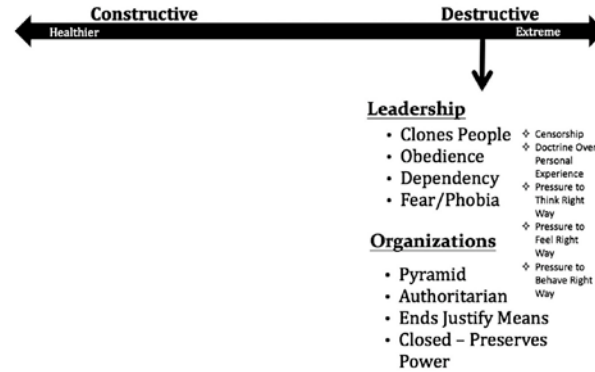 Constructive
Destructive
Healthier
Extreme
Leadership
• Clones People
• Obedience
• Dependency
• Fear/Phobia
❖ Censorship
❖ Doctrine Over
Personal
Experience
❖ Pressure to
Think Right
Way
❖ Pressure to
Feel Right
Way
❖ Pressure to
Behave Right
Way
Organizations
• Pyramid
• Authoritarian
• Ends Justify Means
• Closed – Preserves
Power